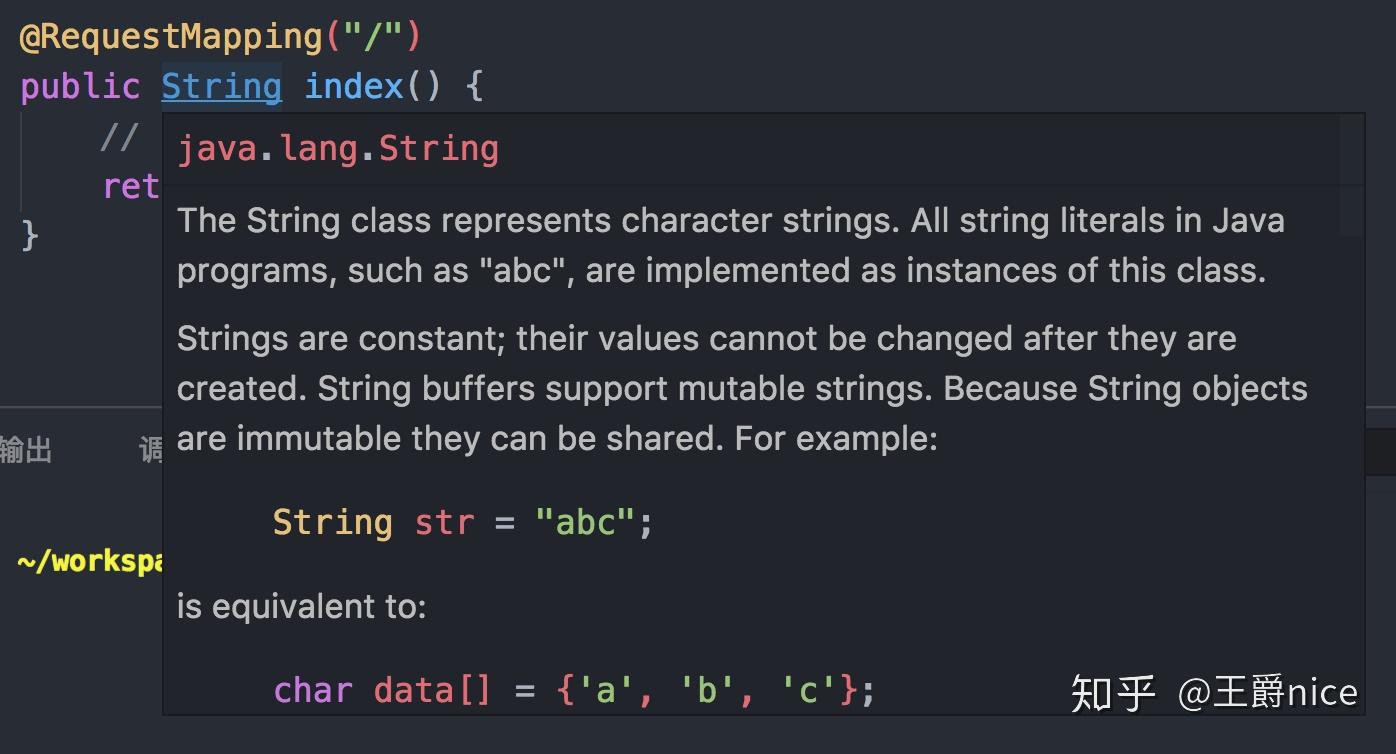 @RequestMapping("/")
public String index() {
//
ret
}
java.lang.String
The String class represents character strings. All string literals in Java
programs, such as "abc", are implemented as instances of this class.
Strings are constant; their values cannot be changed after they are
created. String buffers support mutable strings. Because String objects
are immutable they can be shared. For example:
String str = "abc";
is equivalent to:
char data[] = {'a', 'b', 'c'};
输出
~/workspa
知乎 @王爵nice